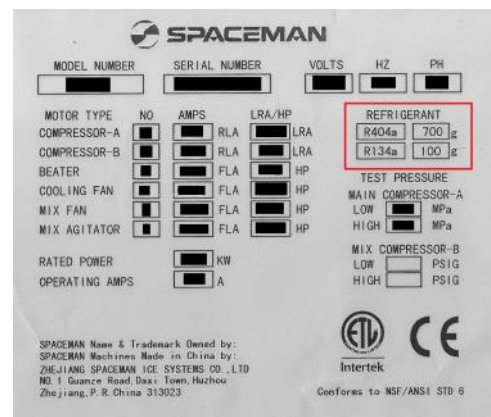 SPACEMAN
MODEL NUMBER SERIAL NUMBER VOLTS HZ PH
MOTOR TYPE NO AMPS LRA/HP
COMPRESSOR-A RLA LRA
COMPRESSOR-B RLA LRA
BEATER FLA HP
COOLING FAN FLA HP
MIX FAN FLA HP
MIX AGITATOR FLA HP
RATED POWER KW
OPERATING AMPS A
REFRIGERANT
R404a 700 g
R134a 100 g
TEST PRESSURE
MAIN COMPRESSOR-A
LOW MPa
HIGH MPa
MIX COMPRESSOR-B
LOW PSIG
HIGH PSIG
SPACEMAN Name & Trademark Owned by:
SPACEMAN Machines Made in China by:
ZHEJIANG SPACEMAN ICE SYSTEMS CO.,LTD
NO.1 Guanze Road,Daxi Town,Huzhou
Zhejiang,P.R.China 313023
ETL CE
Intertek
Conforms to NSF/ANSI STD 6